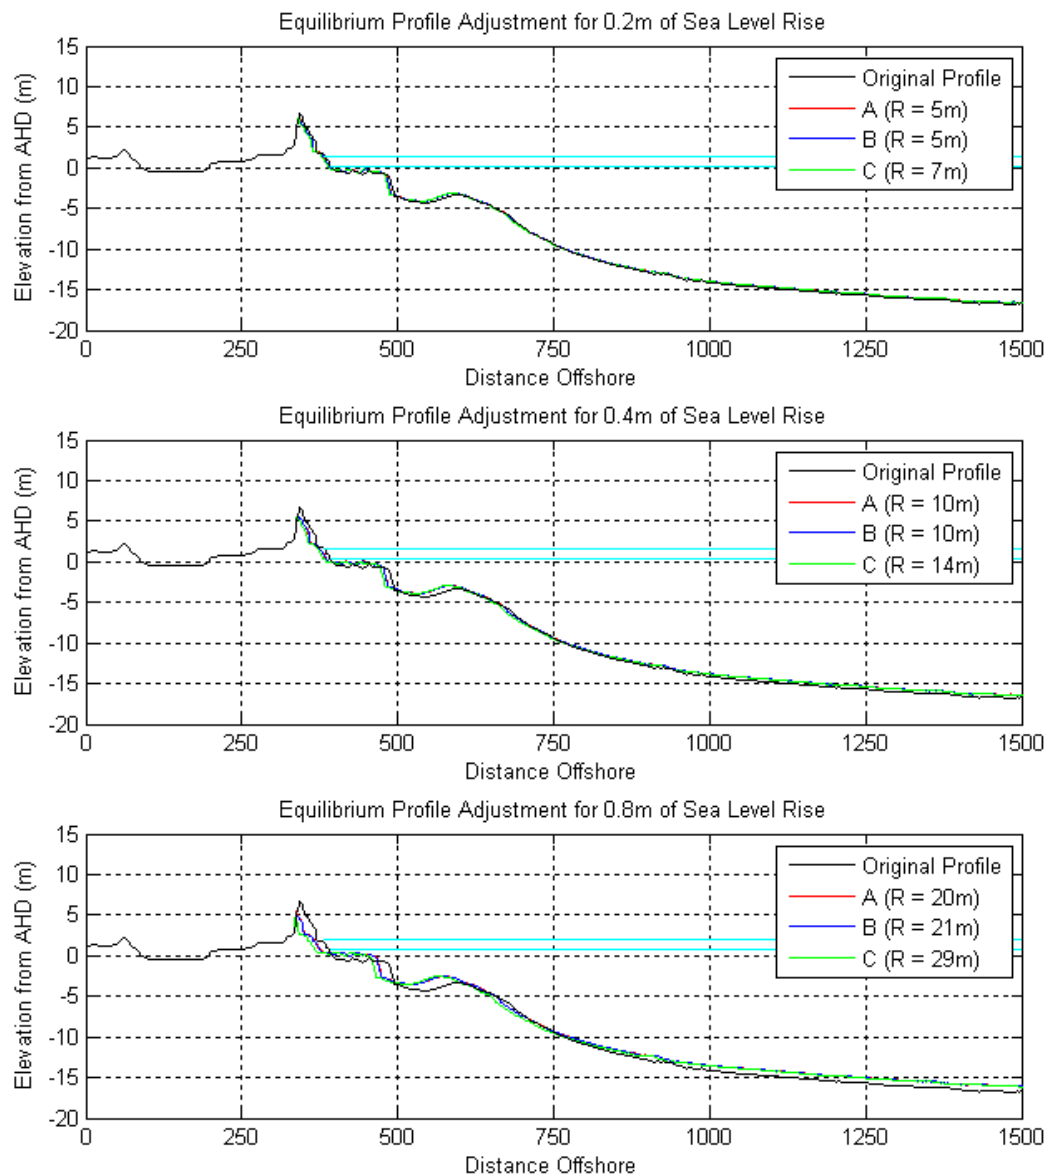 Equilibrium Profile Adjustment for 0.2m of Sea Level Rise
15
10
5
0
-5
-10
-15
-20
Elevation from AHD (m)
Original Profile
A (R = 5m)
B (R = 5m)
C (R = 7m)
0 250 500 750 1000 1250 1500
Distance Offshore
Equilibrium Profile Adjustment for 0.4m of Sea Level Rise
15
10
5
0
-5
-10
-15
-20
Elevation from AHD (m)
Original Profile
A (R = 10m)
B (R = 10m)
C (R = 14m)
0 250 500 750 1000 1250 1500
Distance Offshore
Equilibrium Profile Adjustment for 0.8m of Sea Level Rise
15
10
5
0
-5
-10
-15
-20
Elevation from AHD (m)
Original Profile
A (R = 20m)
B (R = 21m)
C (R = 29m)
0 250 500 750 1000 1250 1500
Distance Offshore